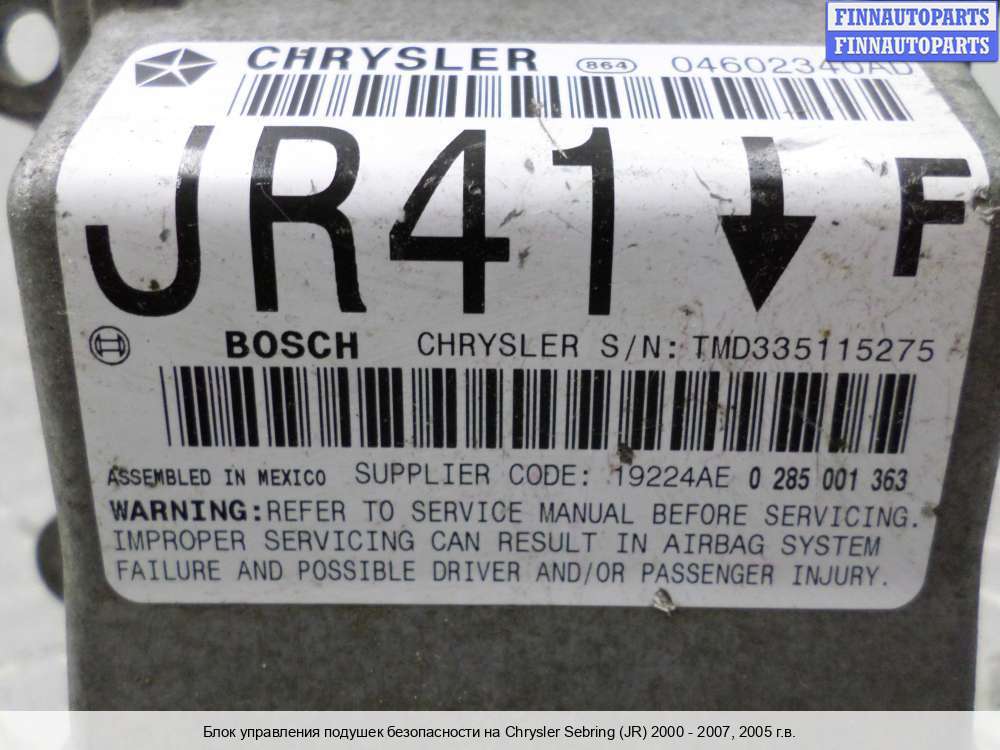 FINNAUTOPARTS
FINNAUTOPARTS
CHRYSLER 864 04602340AD
JR41 F
BOSCH CHRYSLER S/N: TMD335115275
ASSEMBLED IN MEXICO SUPPLIER CODE: 19224AE 0 285 001 363
WARNING:REFER TO SERVICE MANUAL BEFORE SERVICING.
IMPROPER SERVICING CAN RESULT IN AIRBAG SYSTEM
FAILURE AND POSSIBLE DRIVER AND/OR PASSENGER INJURY.
Блок управления подушек безопасности на Chrysler Sebring (JR) 2000 - 2007, 2005 г.в.